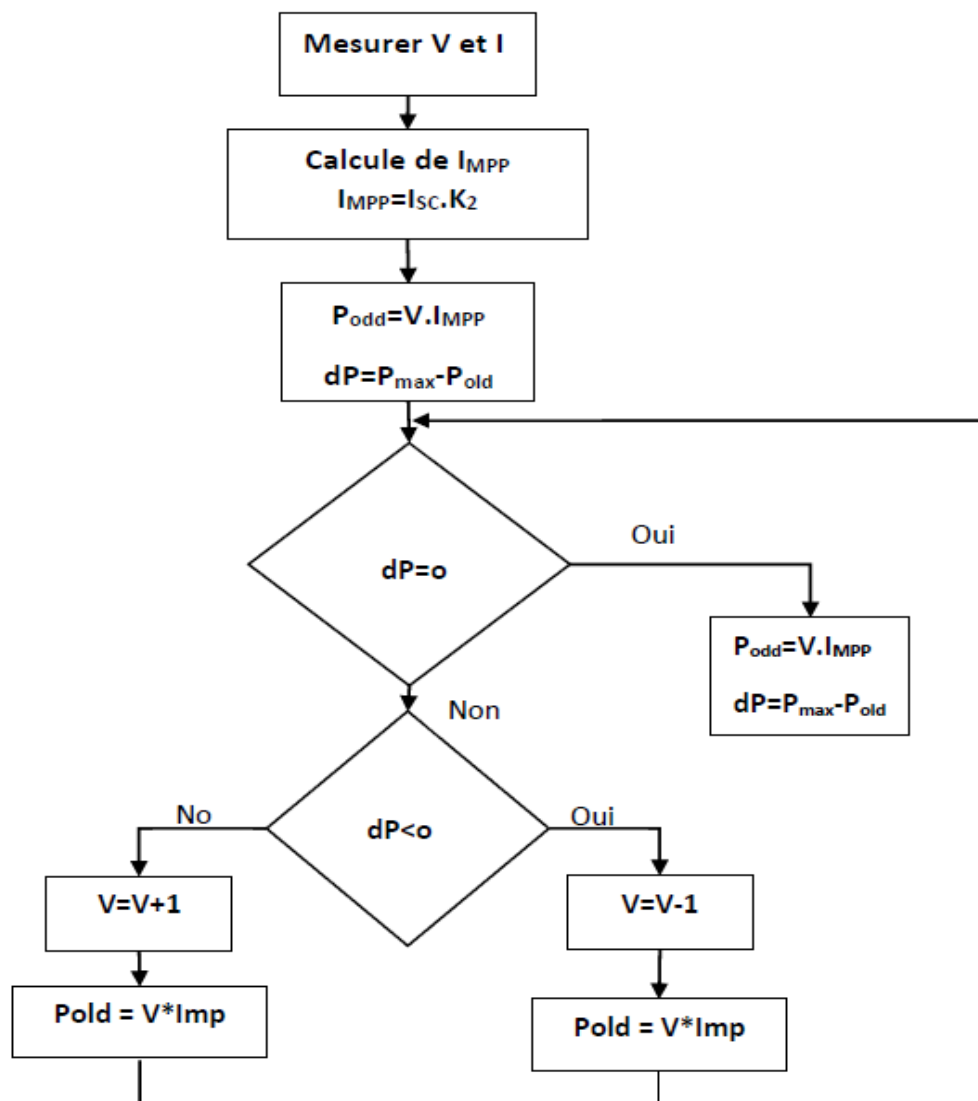 Mesurer V et I
Calcule de IMPP
IMPP=ISC.K2
Podd=V.IMPP
dP=Pmax-Pold
dP=o
Oui
Podd=V.IMPP
dP=Pmax-Pold
Non
dP<o
No
Oui
V=V+1
V=V-1
Pold = V*Imp
Pold = V*Imp